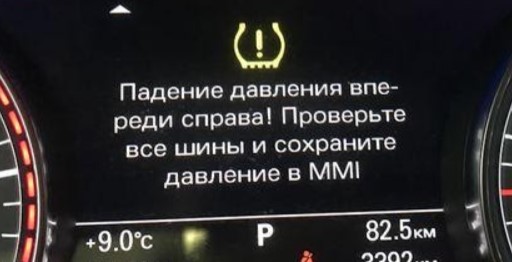 Падение давления впе-
реди справа! Проверьте
все шины и сохраните
давление в MMI
+9.0°c P 82.5км